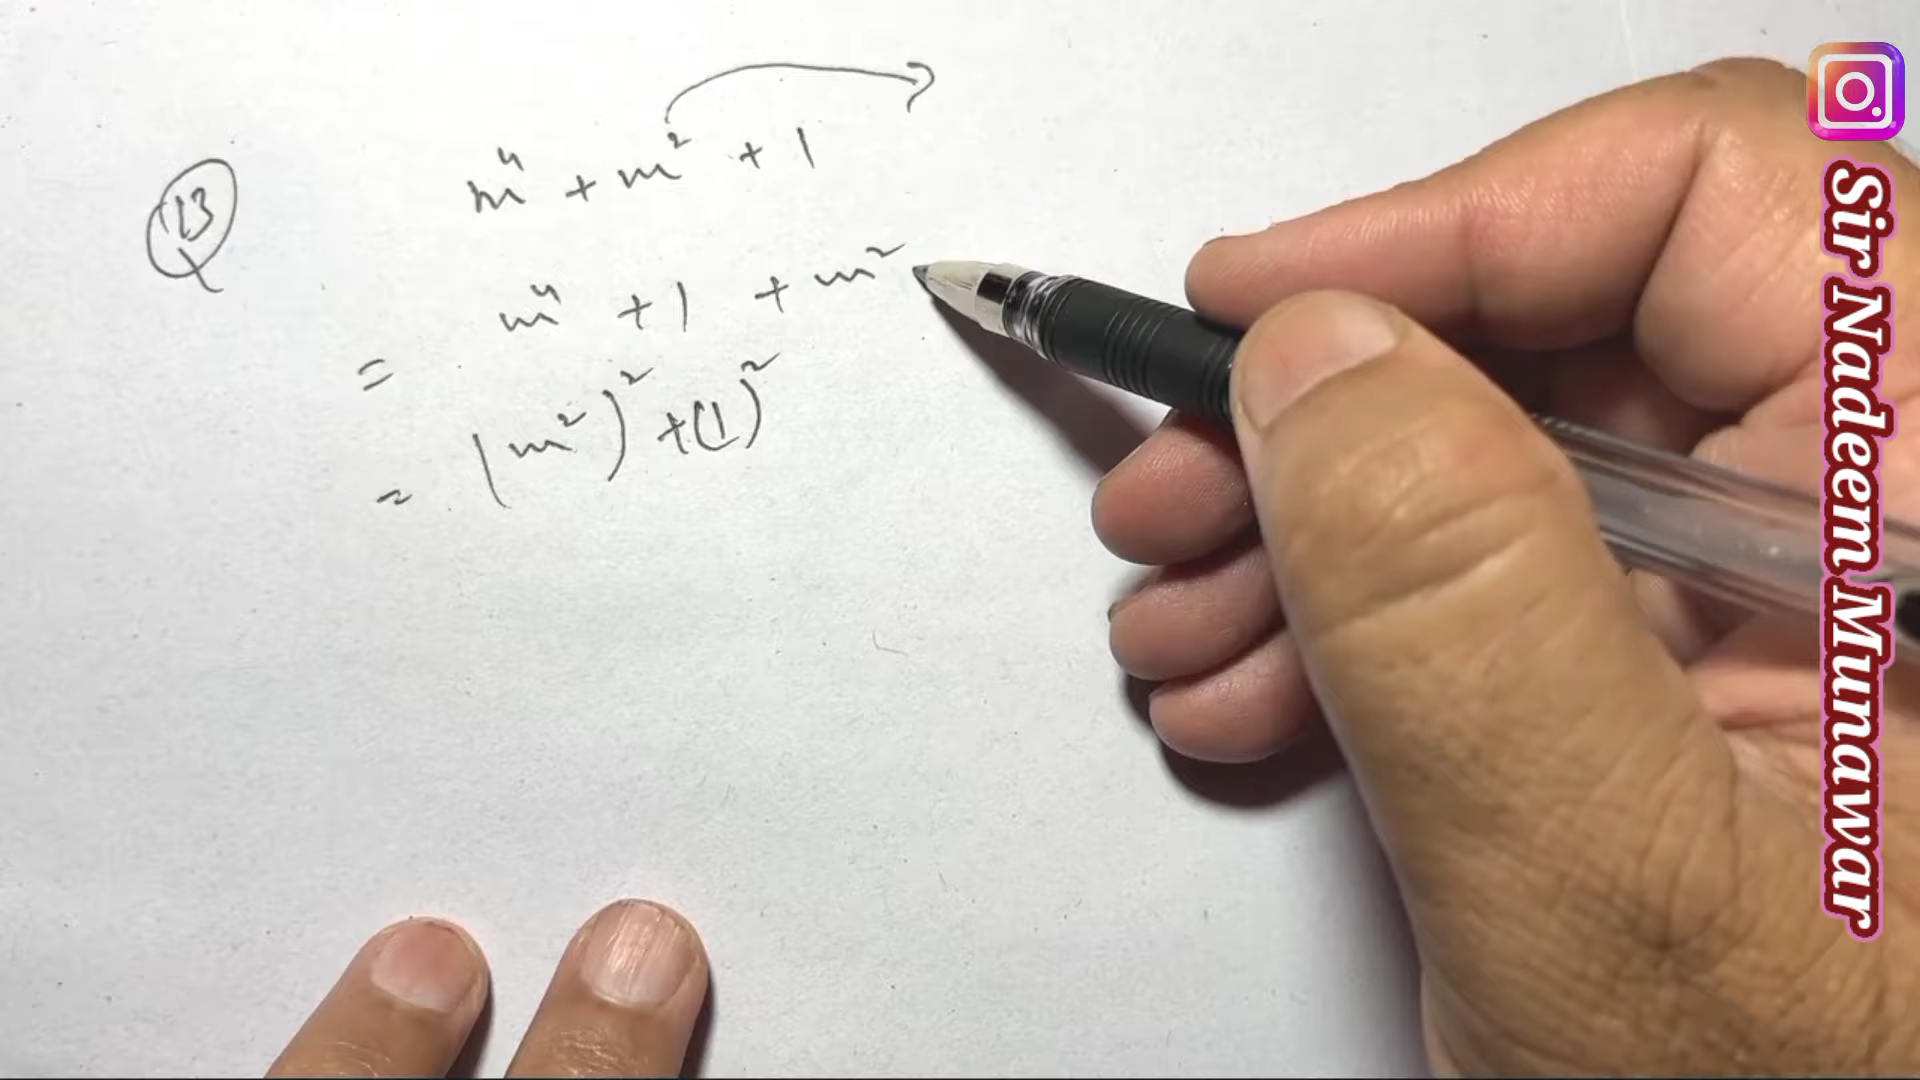 Q13
m⁴ + m² + 1
= m⁴ + 1 + m²
= (m²)² + (1)²
Sir Nadeem Munawar